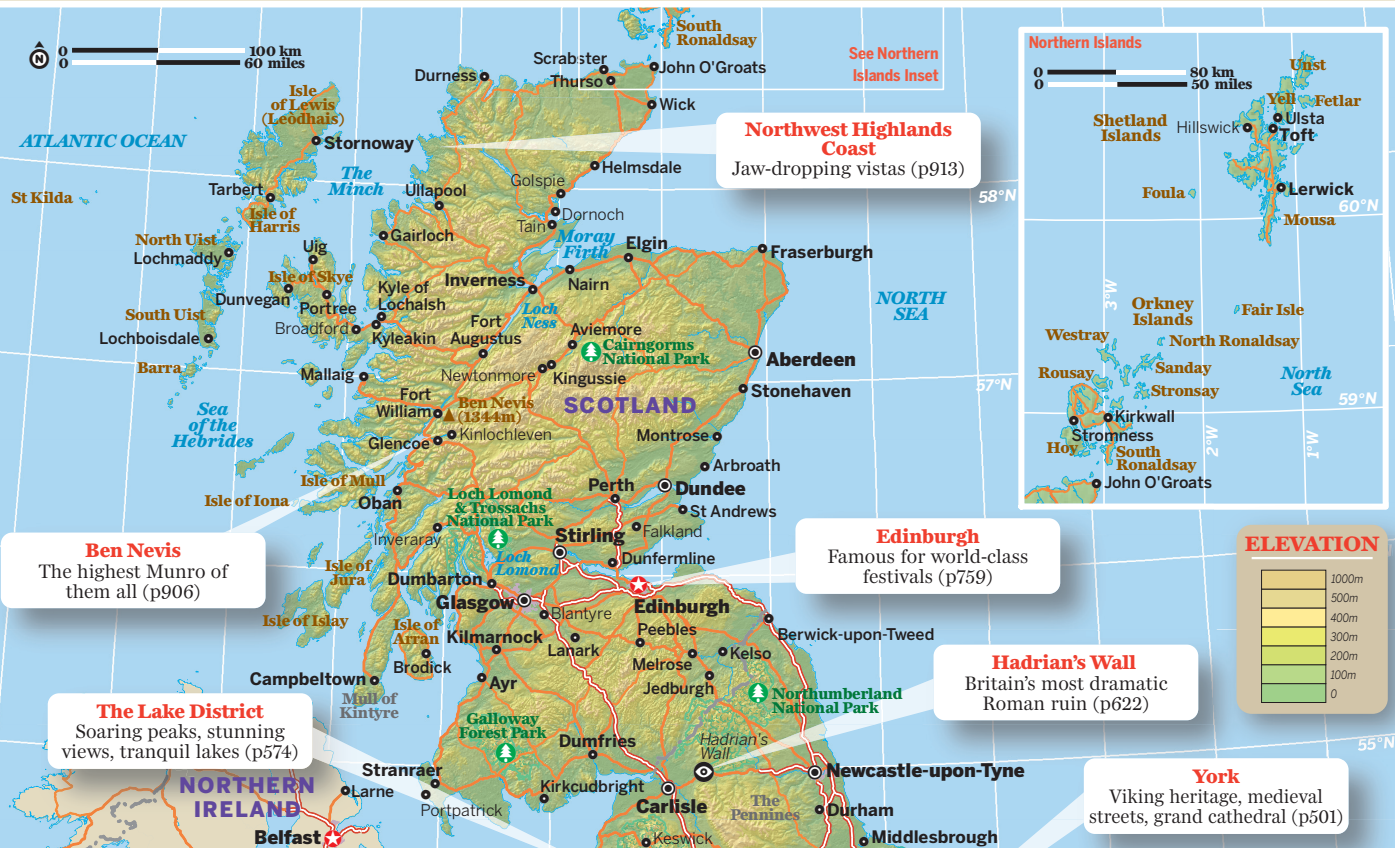 South
Ronaldsay
0 100 km
0 60 miles
N
See Northern
Islands Inset
Scrabster
Thurso
John O'Groats
Durness
Wick
Isle
of Lewis
(Leòdhais)
ATLANTIC OCEAN
Stornoway
The
Minch
Northwest Highlands
Coast
Jaw-dropping vistas (p913)
Helmsdale
Golspie
Ullapool
Tarbert
St Kilda
Isle of
Harris
Dornoch
Tain
58°N
Gairloch
Moray
Firth
Elgin
Fraserburgh
North Uist
Lochmaddy
Uig
Isle of Skye
Inverness
Nairn
Dunvegan
Portree
Kyle of
Lochalsh
Loch
Ness
NORTH
SEA
South Uist
Broadford
Kyleakin
Fort
Augustus
Aviemore
Cairngorms
National Park
Lochboisdale
Aberdeen
Barra
Mallaig
Newtonmore
Kingussie
Stonehaven
57°N
Sea
of the
Hebrides
Fort
William
Ben Nevis
(1344m)
SCOTLAND
Glencoe
Kinlochleven
Montrose
Arbroath
Isle of Mull
Isle of Iona
Oban
Loch Lomond
& Trossachs
National Park
Perth
Dundee
St Andrews
Ben Nevis
The highest Munro of
them all (p906)
Inveraray
Stirling
Falkland
Loch
Lomond
Dunfermline
Edinburgh
Famous for world-class
festivals (p759)
Isle of
Jura
Dumbarton
Glasgow
Edinburgh
Isle of Islay
Blantyre
Isle of
Arran
Kilmarnock
Lanark
Peebles
Berwick-upon-Tweed
Brodick
Melrose
Kelso
Jedburgh
Campbeltown
Ayr
Mull of
Kintyre
Hadrian's Wall
Britain's most dramatic
Roman ruin (p622)
Northumberland
National Park
The Lake District
Soaring peaks, stunning
views, tranquil lakes (p574)
Galloway
Forest Park
Dumfries
Hadrian's
Wall
55°N
Stranraer
Newcastle-upon-Tyne
NORTHERN
IRELAND
Larne
Portpatrick
Kirkcudbright
Carlisle
The
Pennines
Durham
York
Viking heritage, medieval
streets, grand cathedral (p501)
Belfast
Keswick
Middlesbrough
Northern Islands
0 80 km
0 50 miles
Unst
Yell
Fetlar
Shetland
Islands
Hillswick
Ulsta
Toft
Foula
Lerwick
60°N
Mousa
3°W
Orkney
Islands
Fair Isle
Westray
North Ronaldsay
Rousay
Sanday
Stronsay
North
Sea
59°N
Kirkwall
Stromness
Hoy
South
Ronaldsay
2°W
1°W
John O'Groats
ELEVATION
1000m
500m
400m
300m
200m
100m
0